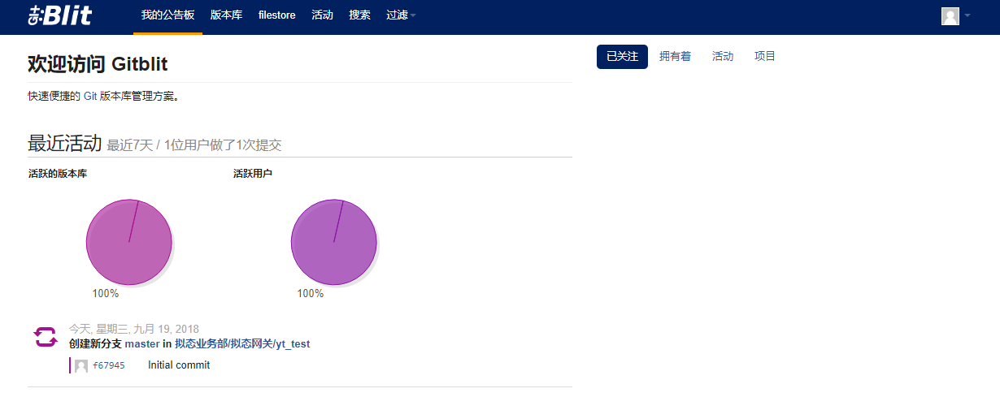 Blit 我的公告板 版本库 filestore 活动 搜索 过滤
欢迎访问 Gitblit
快速便捷的 Git 版本库管理方案。
最近活动 最近7天 / 1位用户做了1次提交
活跃的版本库 活跃用户
100% 100%
今天, 星期三, 九月 19, 2018
创建新分支 master in 拟态业务部/拟态网关/yt_test
f67945 Initial commit
已关注 拥有着 活动 项目